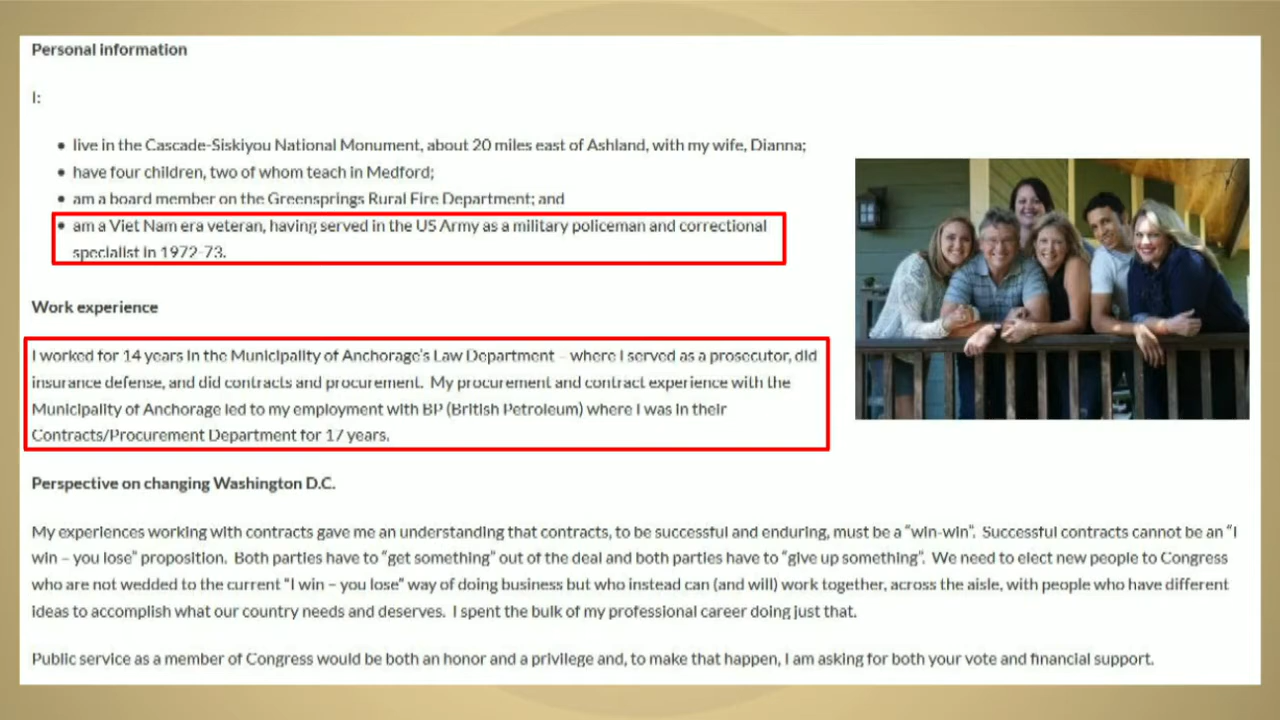 Personal information
I:
• live in the Cascade-Siskiyou National Monument, about 20 miles east of Ashland, with my wife, Dianna;
• have four children, two of whom teach in Medford;
• am a board member on the Greensprings Rural Fire Department; and
• am a Viet Nam era veteran, having served in the US Army as a military policeman and correctional
specialist in 1972-73.
Work experience
I worked for 14 years in the Municipality of Anchorage's Law Department – where I served as a prosecutor, did
insurance defense, and did contracts and procurement. My procurement and contract experience with the
Municipality of Anchorage led to my employment with BP (British Petroleum) where I was in their
Contracts/Procurement Department for 17 years.
Perspective on changing Washington D.C.
My experiences working with contracts gave me an understanding that contracts, to be successful and enduring, must be a “win-win”. Successful contracts cannot be an “I
win – you lose” proposition. Both parties have to “get something” out of the deal and both parties have to “give up something”. We need to elect new people to Congress
who are not wedded to the current “I win – you lose” way of doing business but who instead can (and will) work together, across the aisle, with people who have different
ideas to accomplish what our country needs and deserves. I spent the bulk of my professional career doing just that.
Public service as a member of Congress would be both an honor and a privilege and, to make that happen, I am asking for both your vote and financial support.